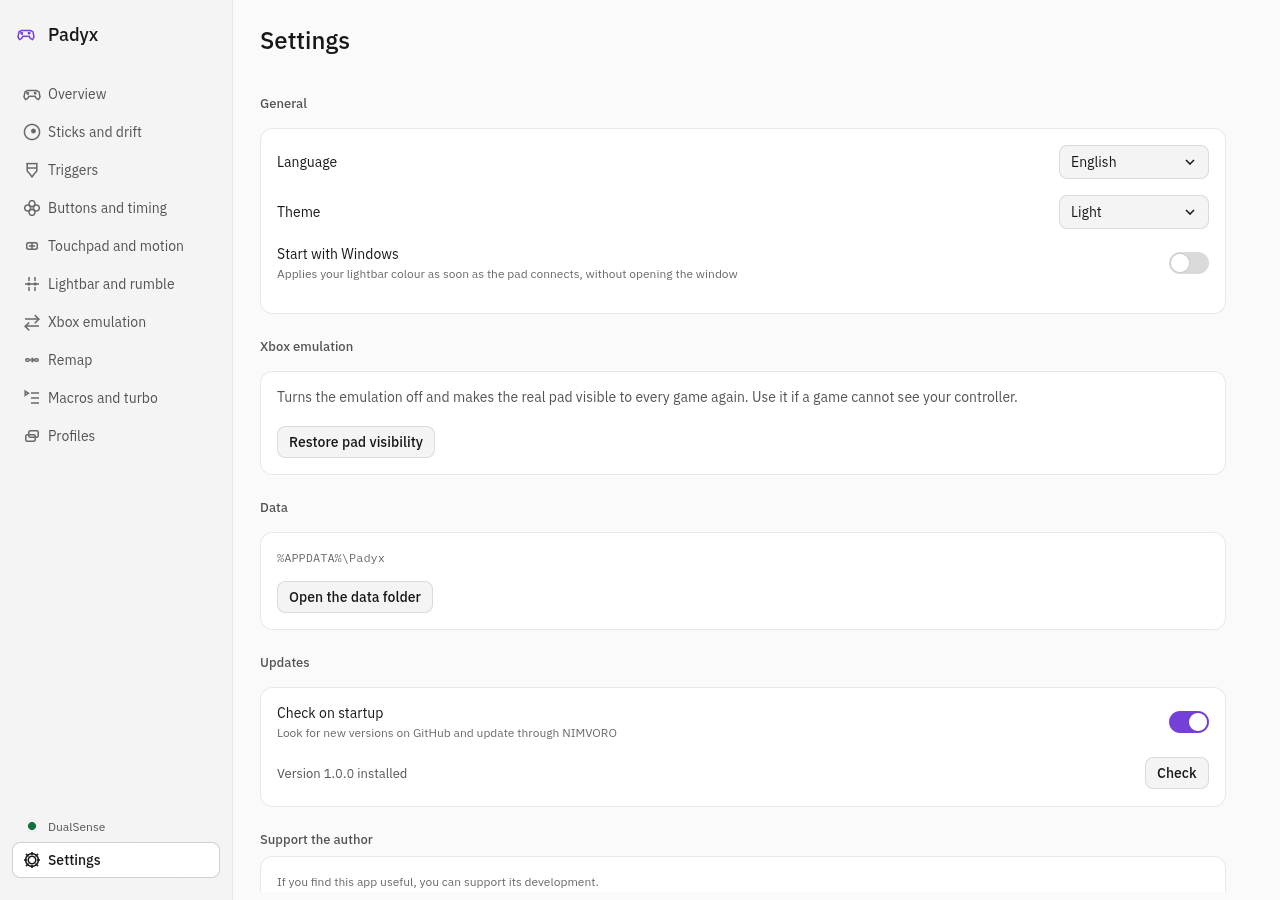 Padyx
Overview
Sticks and drift
Triggers
Buttons and timing
Touchpad and motion
Lightbar and rumble
Xbox emulation
Remap
Macros and turbo
Profiles
DualSense
Settings
Settings
General
Language
English
Theme
Light
Start with Windows
Applies your lightbar colour as soon as the pad connects, without opening the window
Xbox emulation
Turns the emulation off and makes the real pad visible to every game again. Use it if a game cannot see your controller.
Restore pad visibility
Data
%APPDATA%\Padyx
Open the data folder
Updates
Check on startup
Look for new versions on GitHub and update through NIMVORO
Version 1.0.0 installed
Check
Support the author
If you find this app useful, you can support its development.